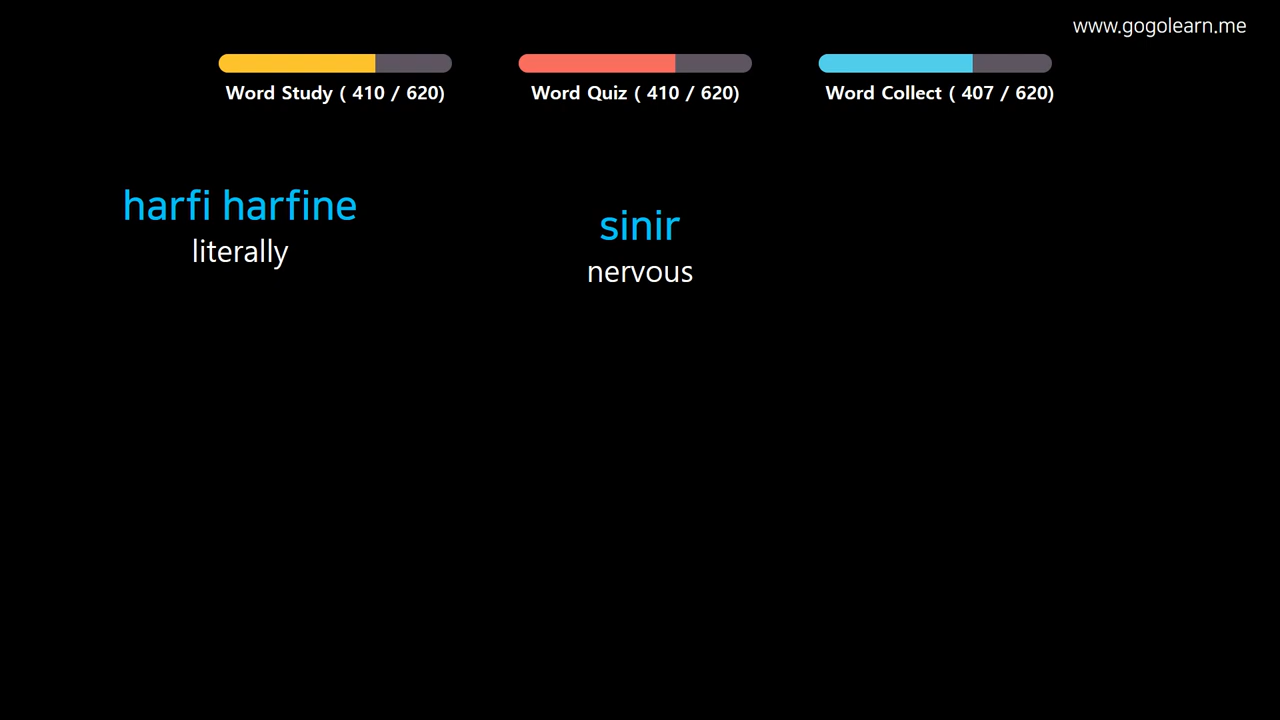 www.gogolearn.me
Word Study ( 410 / 620)
Word Quiz ( 410 / 620)
Word Collect ( 407 / 620)
harfi harfine
literally
sinir
nervous